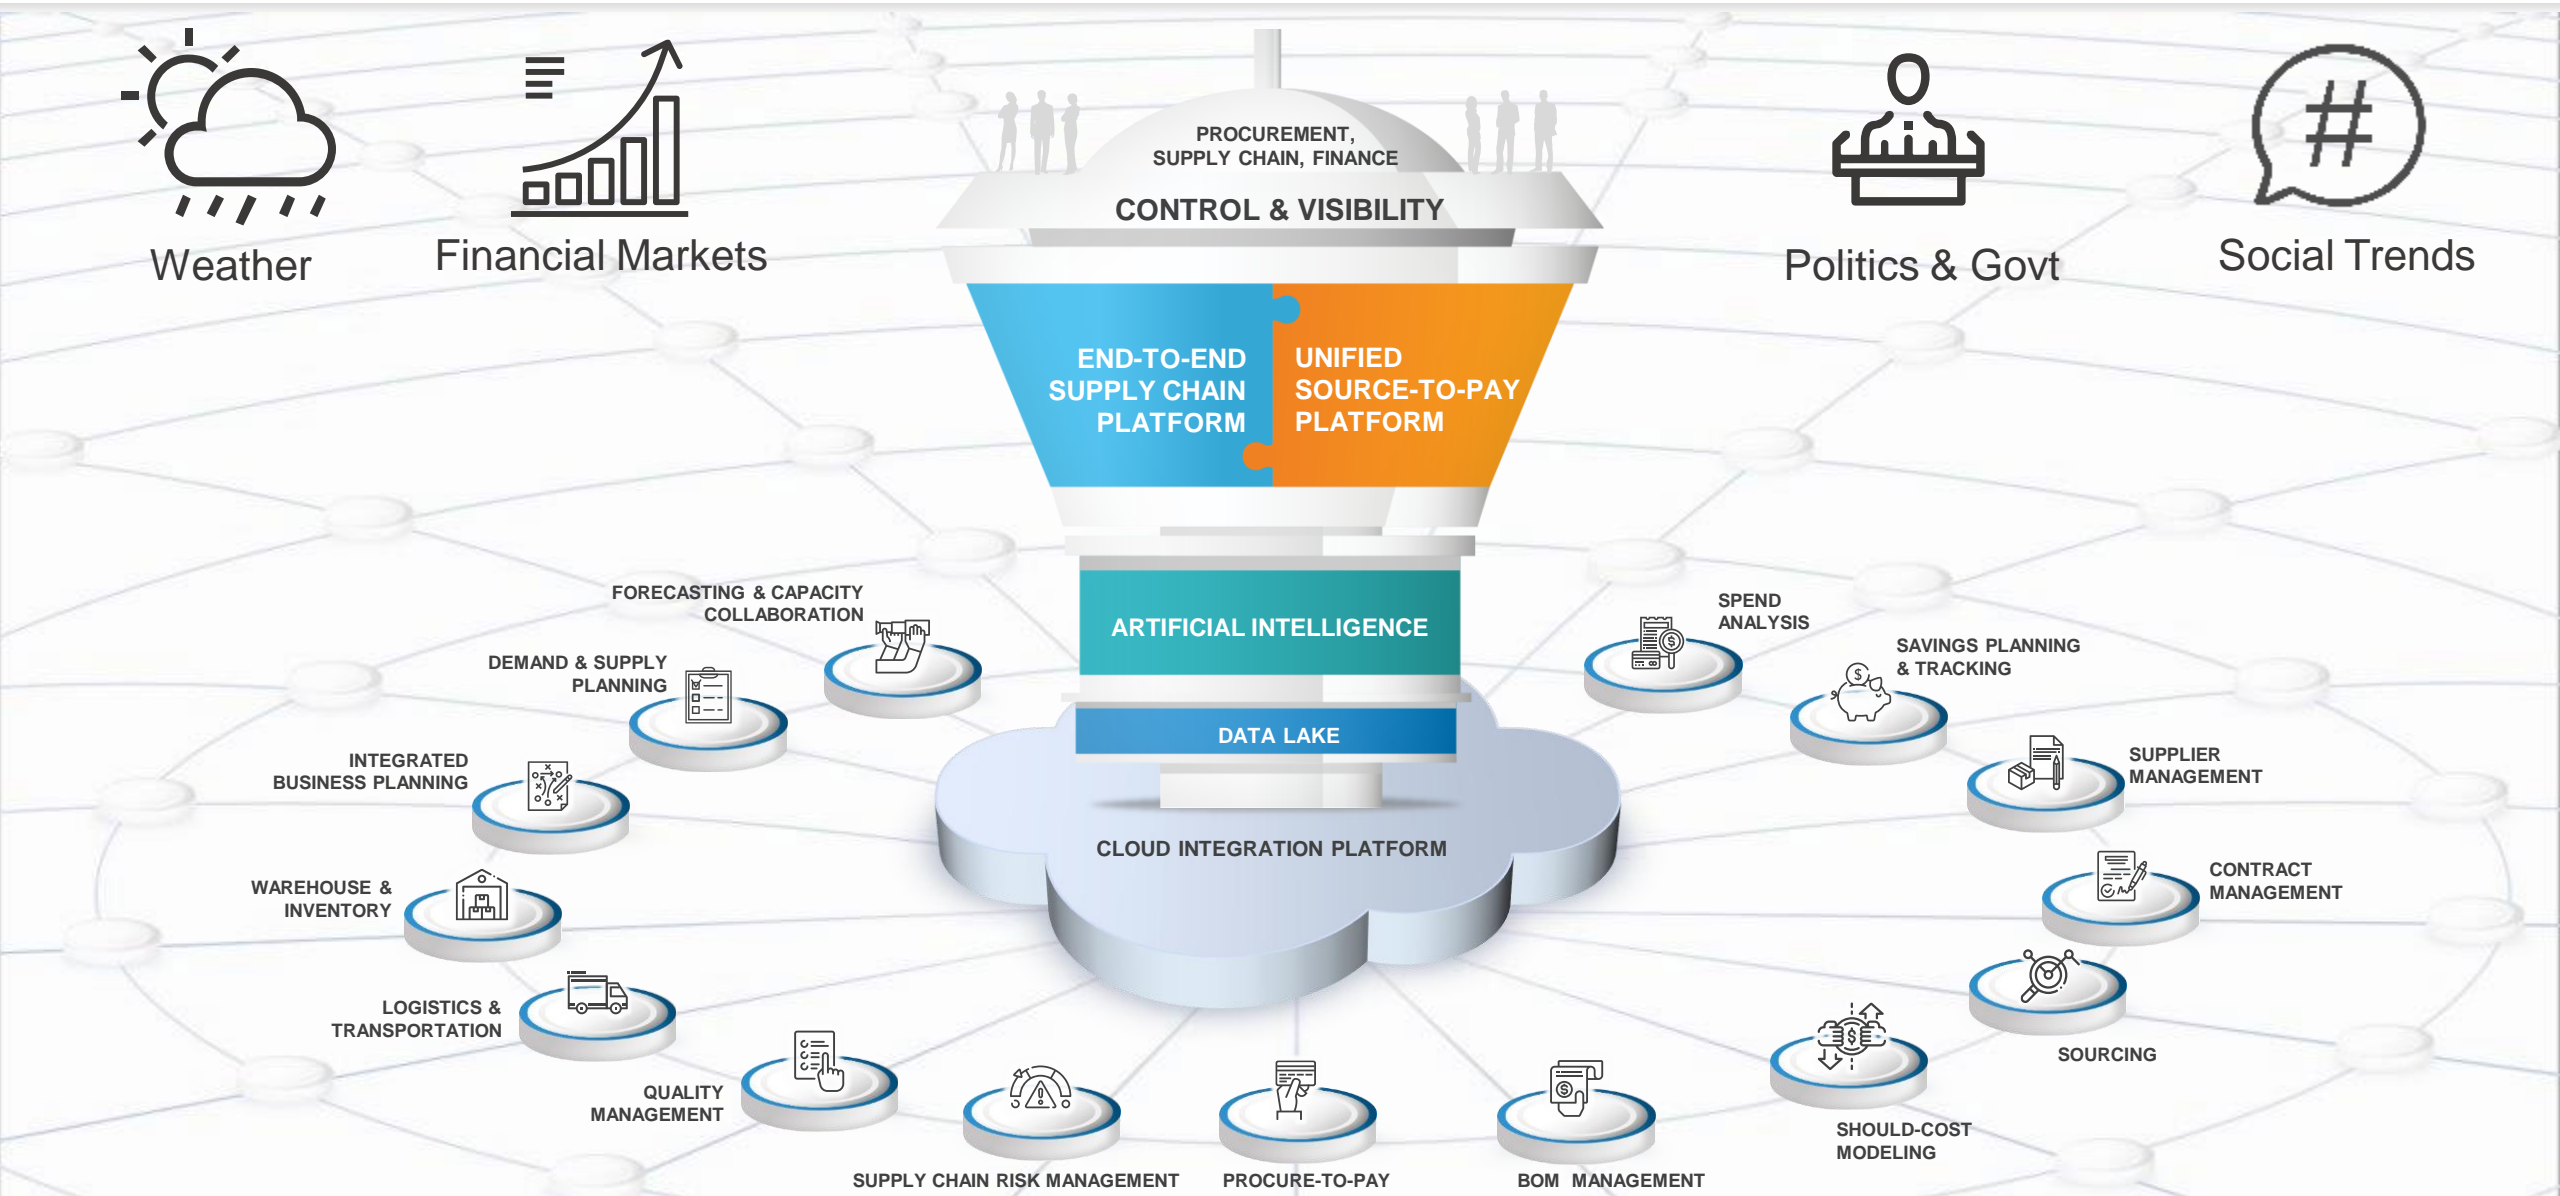 PROCUREMENT,
SUPPLY CHAIN, FINANCE
CONTROL & VISIBILITY
Weather
Financial Markets
Politics & Govt
Social Trends
END-TO-END
SUPPLY CHAIN
PLATFORM
UNIFIED
SOURCE-TO-PAY
PLATFORM
ARTIFICIAL INTELLIGENCE
DATA LAKE
CLOUD INTEGRATION PLATFORM
FORECASTING & CAPACITY
COLLABORATION
DEMAND & SUPPLY
PLANNING
INTEGRATED
BUSINESS PLANNING
WAREHOUSE &
INVENTORY
LOGISTICS &
TRANSPORTATION
QUALITY
MANAGEMENT
SUPPLY CHAIN RISK MANAGEMENT
PROCURE-TO-PAY
BOM MANAGEMENT
SHOULD-COST
MODELING
SOURCING
CONTRACT
MANAGEMENT
SUPPLIER
MANAGEMENT
SAVINGS PLANNING
& TRACKING
SPEND
ANALYSIS